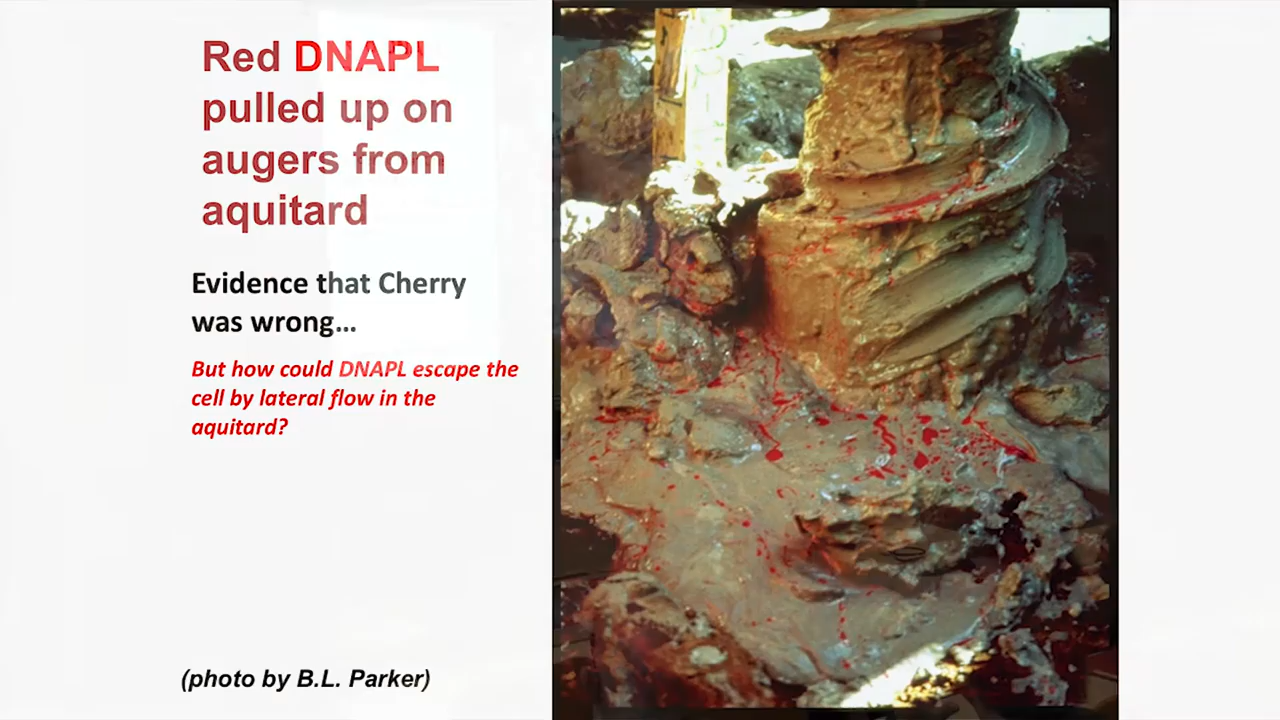 Red DNAPL
pulled up on
augers from
aquitard
Evidence that Cherry
was wrong...
But how could DNAPL escape the
cell by lateral flow in the
aquitard?
(photo by B.L. Parker)